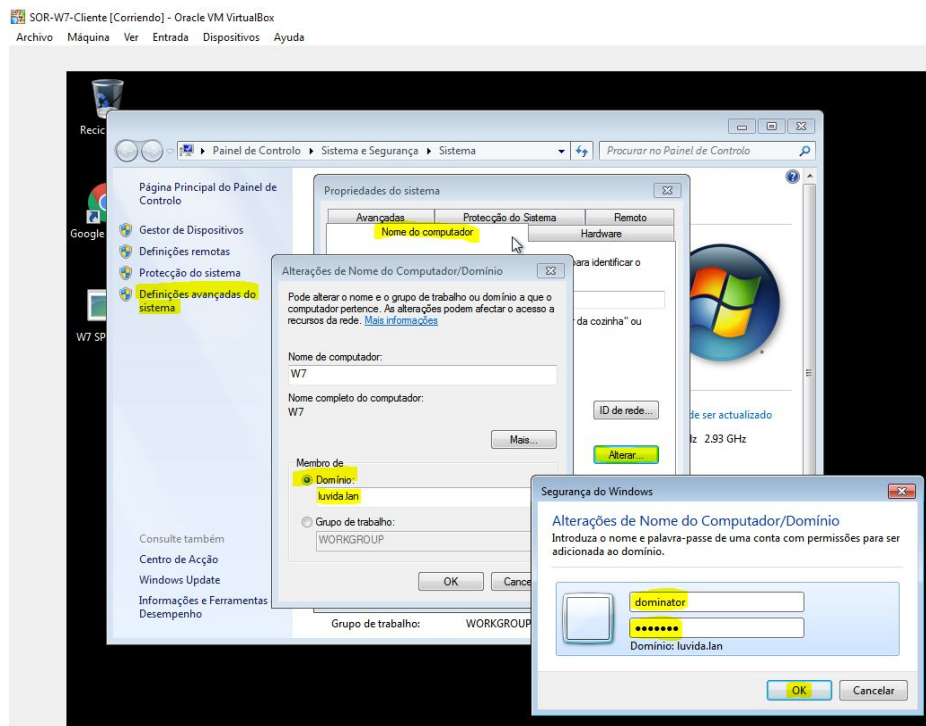 SOR-W7-Cliente [Corriendo] - Oracle VM VirtualBox
Archivo Máquina Ver Entrada Dispositivos Ayuda
Recic
Painel de Controlo Sistema e Segurança Sistema
Procurar no Painel de Controlo
Google
W7 SP
Página Principal do Painel de
Controlo
Gestor de Dispositivos
Definições remotas
Protecção do sistema
Definições avançadas do
sistema
Consulte também
Centro de Acção
Windows Update
Informações e Ferramentas
Desempenho
Propriedades do sistema
Avançadas Protecção do Sistema Remoto
Nome do computador Hardware
para identificar o
da cozinha" ou
ID de rede...
Alterar...
de ser actualizado
Hz 2.93 GHz
Grupo de trabalho: WORKGROUP
Alterações de Nome do Computador/Domínio
Pode alterar o nome e o grupo de trabalho ou domínio a que o
computador pertence. As alterações podem afectar o acesso a
recursos da rede. Mais informações
Nome de computador:
W7
Nome completo do computador:
W7
Mais...
Membro de
Domínio:
luvida.lan
Grupo de trabalho:
WORKGROUP
OK Cance
Segurança do Windows
Alterações de Nome do Computador/Domínio
Introduza o nome e palavra-passe de uma conta com permissões para ser
adicionada ao domínio.
dominator
•••••••
Domínio: luvida.lan
OK Cancelar